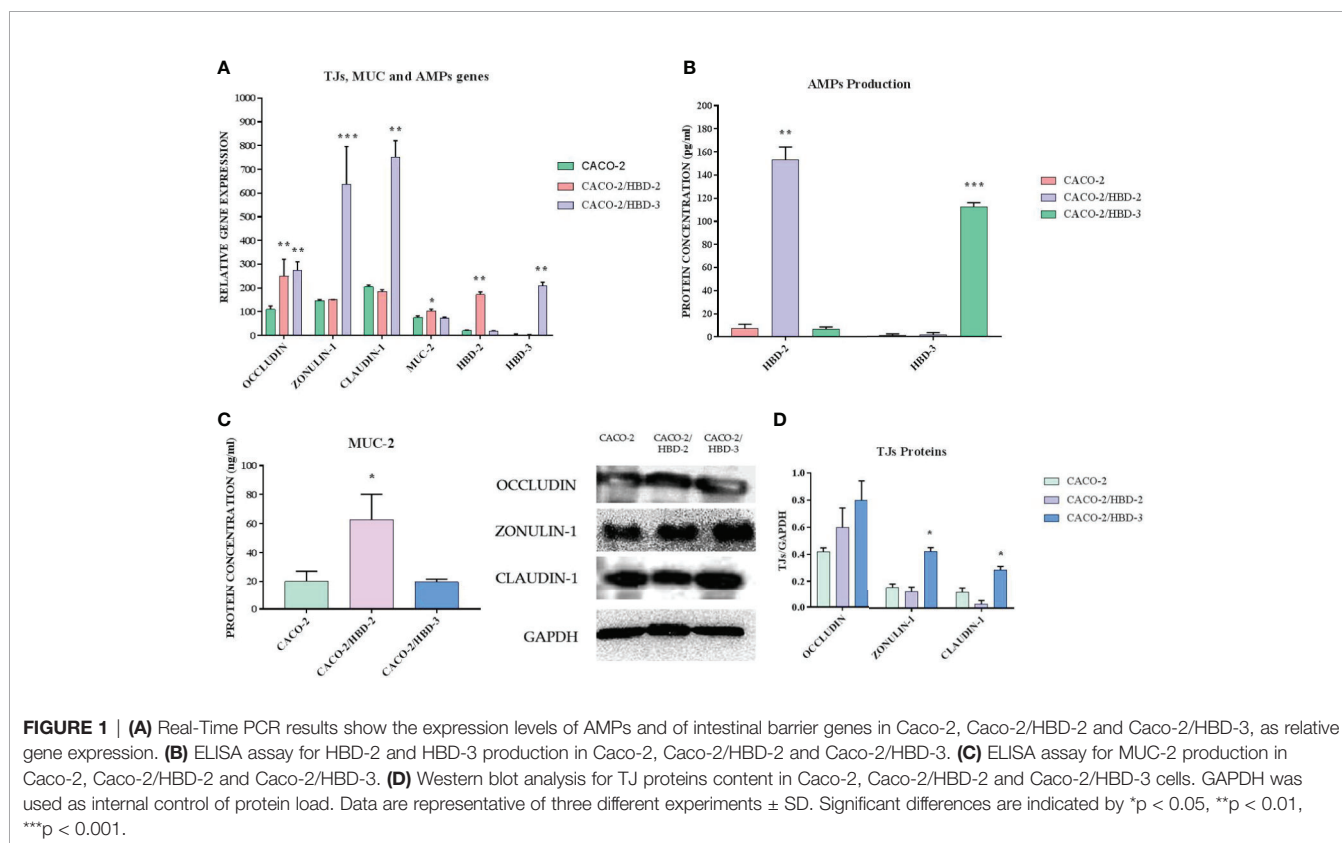 A
TJs, MUC and AMPs genes
RELATIVE GENE EXPRESSION
1000
900
800
700
600
500
400
300
200
100
0
**
**
***
**
*
**
**
OCCLUDIN
ZONULIN-1
CLAUDIN-1
MUC-2
HBD-2
HBD-3
CACO-2
CACO-2/HBD-2
CACO-2/HBD-3
B
AMPs Production
PROTEIN CONCENTRATION (pg/ml)
200
180
160
140
120
100
80
60
40
20
0
**
***
HBD-2
HBD-3
CACO-2
CACO-2/HBD-2
CACO-2/HBD-3
C
MUC-2
PROTEIN CONCENTRATION (ng/ml)
100
80
60
40
20
0
*
CACO-2
CACO-2/HBD-2
CACO-2/HBD-3
CACO-2
CACO-2/
HBD-2
CACO-2/
HBD-3
OCCLUDIN
ZONULIN-1
CLAUDIN-1
GAPDH
D
TJs Proteins
TJs/GAPDH
1.0
0.8
0.6
0.4
0.2
0.0
*
*
OCCLUDIN
ZONULIN-1
CLAUDIN-1
CACO-2
CACO-2/HBD-2
CACO-2/HBD-3
FIGURE 1 | (A) Real-Time PCR results show the expression levels of AMPs and of intestinal barrier genes in Caco-2, Caco-2/HBD-2 and Caco-2/HBD-3, as relative
gene expression. (B) ELISA assay for HBD-2 and HBD-3 production in Caco-2, Caco-2/HBD-2 and Caco-2/HBD-3. (C) ELISA assay for MUC-2 production in
Caco-2, Caco-2/HBD-2 and Caco-2/HBD-3. (D) Western blot analysis for TJ proteins content in Caco-2, Caco-2/HBD-2 and Caco-2/HBD-3 cells. GAPDH was
used as internal control of protein load. Data are representative of three different experiments ± SD. Significant differences are indicated by *p < 0.05, **p < 0.01,
***p < 0.001.